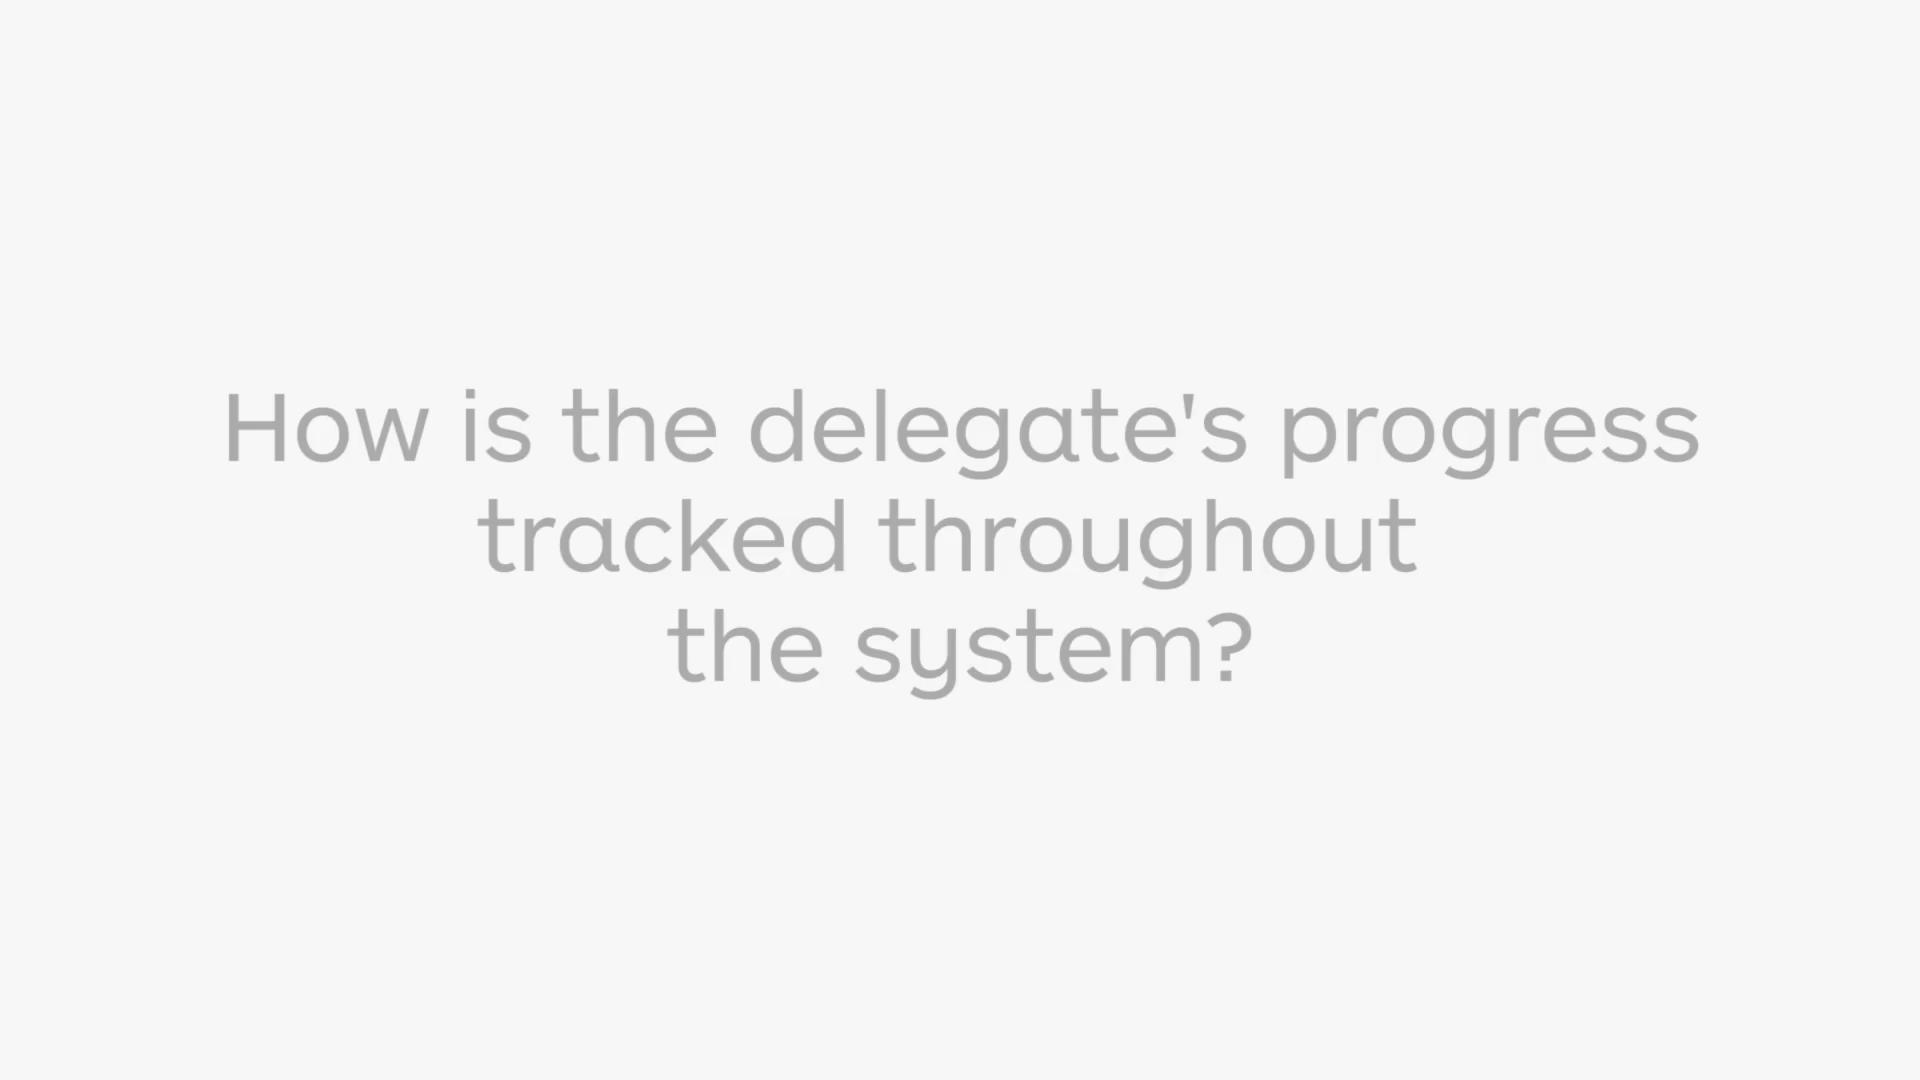 How is the delegate's progress
tracked throughout
the system?